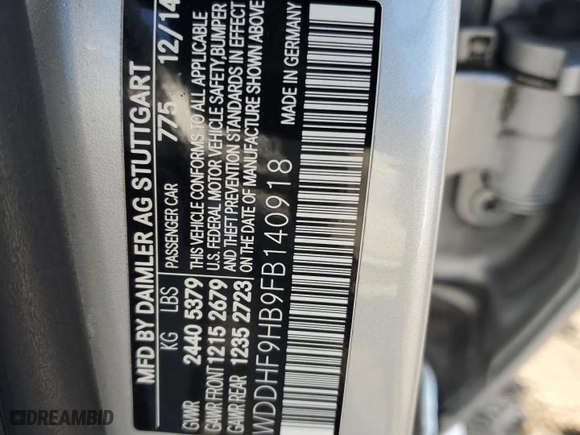 MFD BY DAIMLER AG STUTTGART
KG LBS PASSENGER CAR 775 12/14
GVWR 2440 5379 THIS VEHICLE CONFORMS TO ALL APPLICABLE
GAWR FRONT 1215 2679 U.S. FEDERAL MOTOR VEHICLE SAFETY, BUMPER
GAWR REAR 1235 2723 AND THEFT PREVENTION STANDARDS IN EFFECT
ON THE DATE OF MANUFACTURE SHOWN ABOVE
MADE IN GERMANY
WDDHF9HB9FB140918
DREAMBID